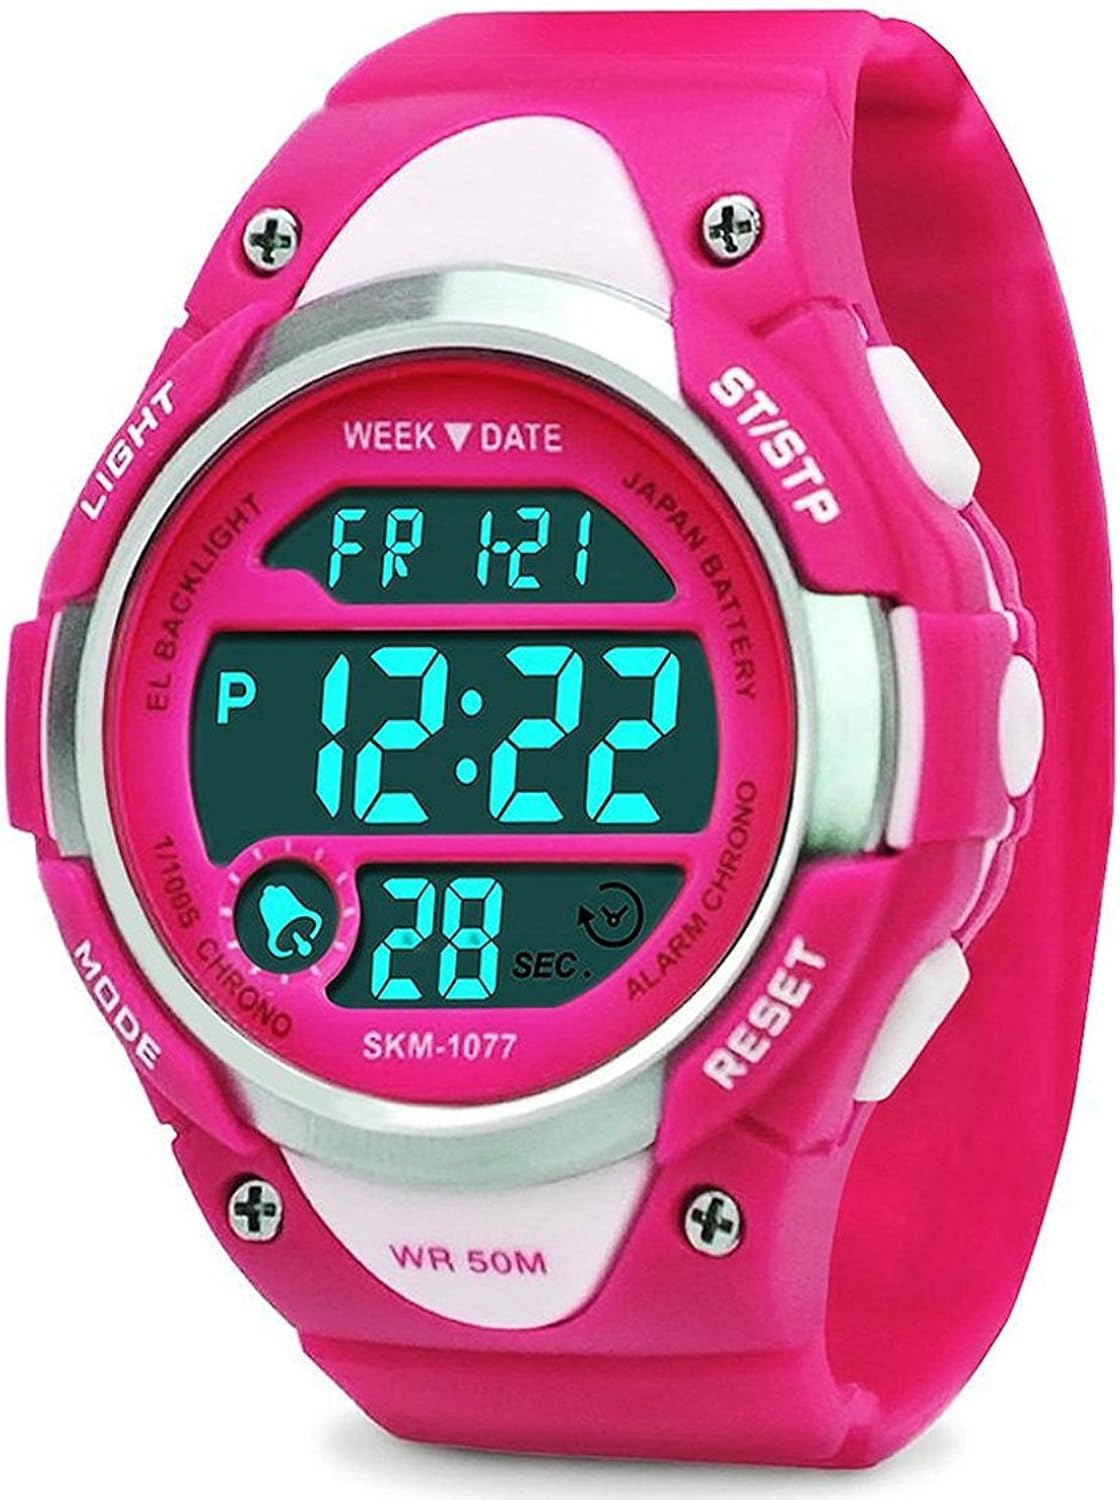 LIGHT
ST/STP
WEEK ▼ DATE
EL BACKLIGHT
JAPAN BATTERY
FR 1-21
P 12:22
28 SEC.
1/100S CHRONO
ALARM CHRONO
MODE
RESET
SKM-1077
WR 50M